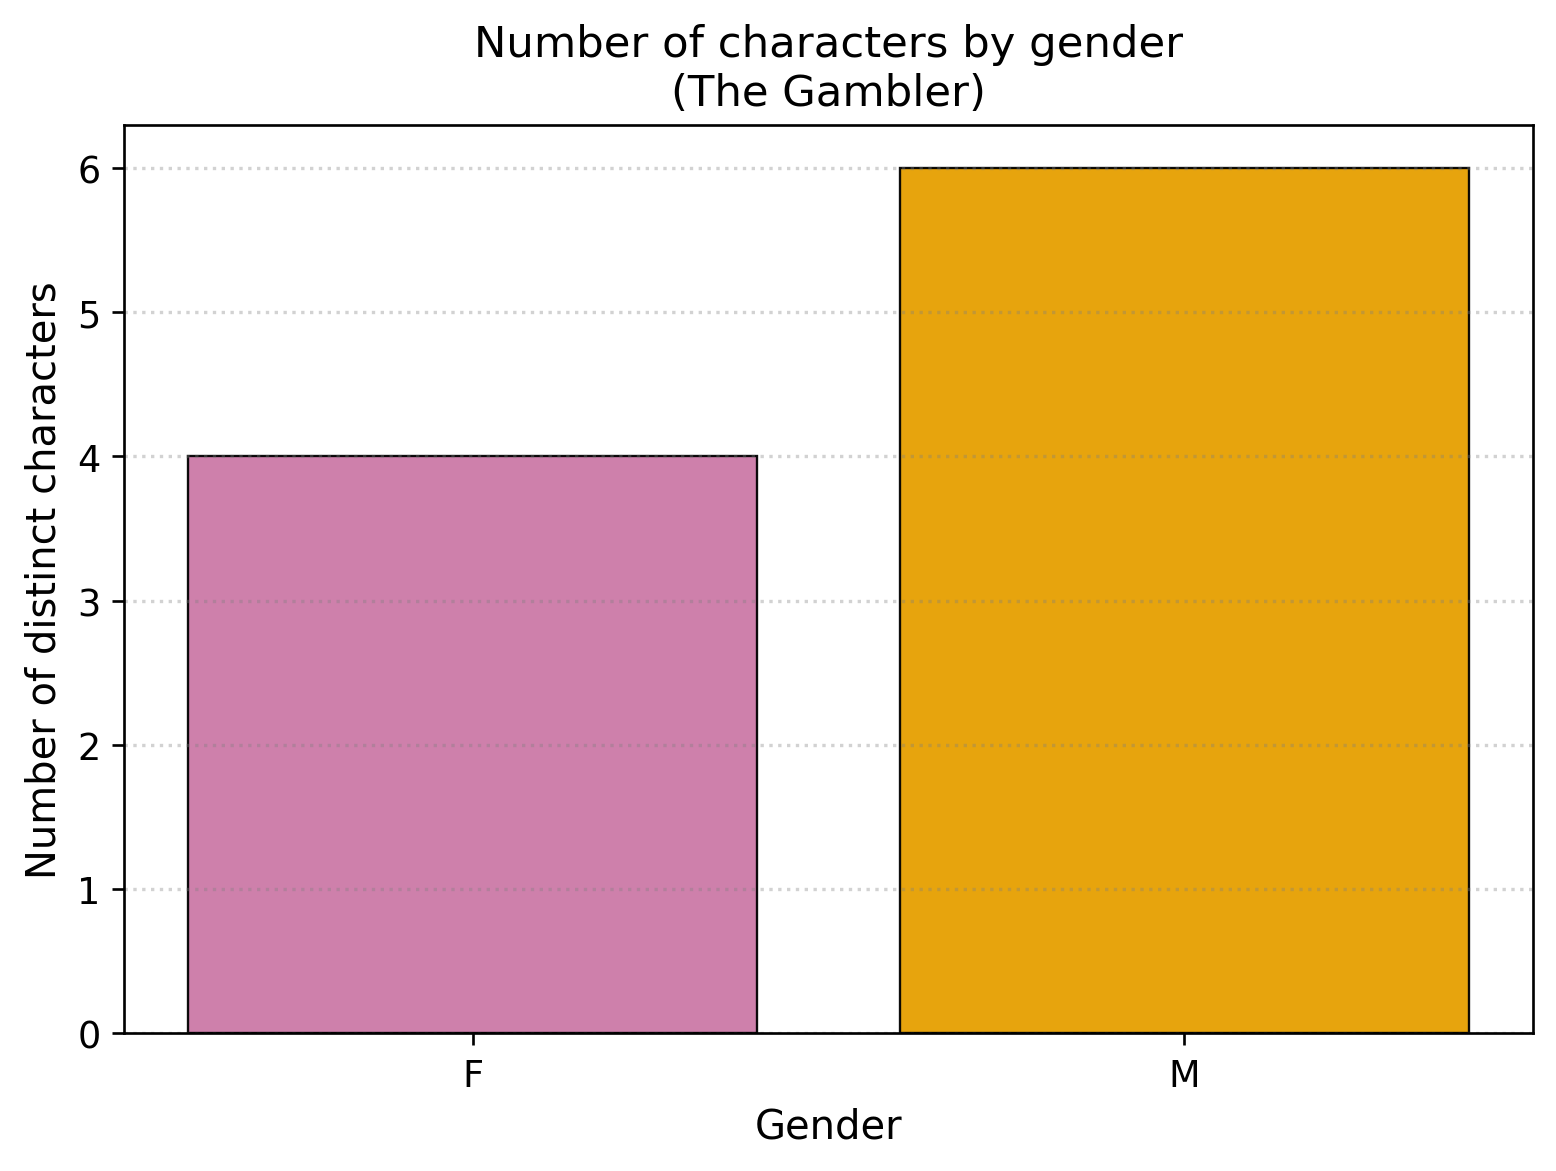 Number of characters by gender
(The Gambler)
Number of distinct characters
6
5
4
3
2
1
0
F
M
Gender